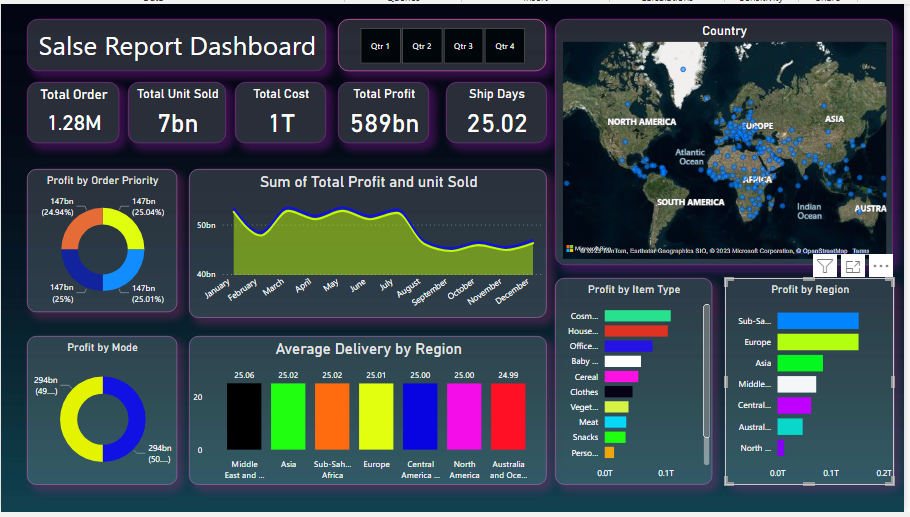 Salse Report Dashboard
Qtr 1
Qtr 2
Qtr 3
Qtr 4
Total Order
1.28M
Total Unit Sold
7bn
Total Cost
1T
Total Profit
589bn
Ship Days
25.02
Country
NORTH AMERICA
EUROPE
ASIA
Atlantic
Ocean
AFRICA
SOUTH AMERICA
Indian
Ocean
AUSTRA
Microsoft
© 2023 TomTom, Earthstar Geographics SIO, © 2023 Microsoft Corporation, © OpenStreetMap Terms
Profit by Order Priority
147bn
(24.94%)
147bn
(25.04%)
147bn
(25%)
147bn
(25.01%)
Sum of Total Profit and unit Sold
50bn
40bn
January
February
March
April
May
June
July
August
September
October
November
December
Profit by Mode
294bn
(49....)
294bn
(50....)
Average Delivery by Region
20
0
25.06
25.02
25.02
25.01
25.00
25.00
24.99
Middle
East and ...
Asia
Sub-Sah...
Africa
Europe
Central
America ...
North
America
Australia
and Oce...
Profit by Item Type
Cosm...
House...
Office...
Baby ...
Cereal
Clothes
Veget...
Meat
Snacks
Perso...
0.0T
0.1T
Profit by Region
Sub-Sa...
Europe
Asia
Middle...
Central...
Austral...
North ...
0.0T
0.1T
0.2T